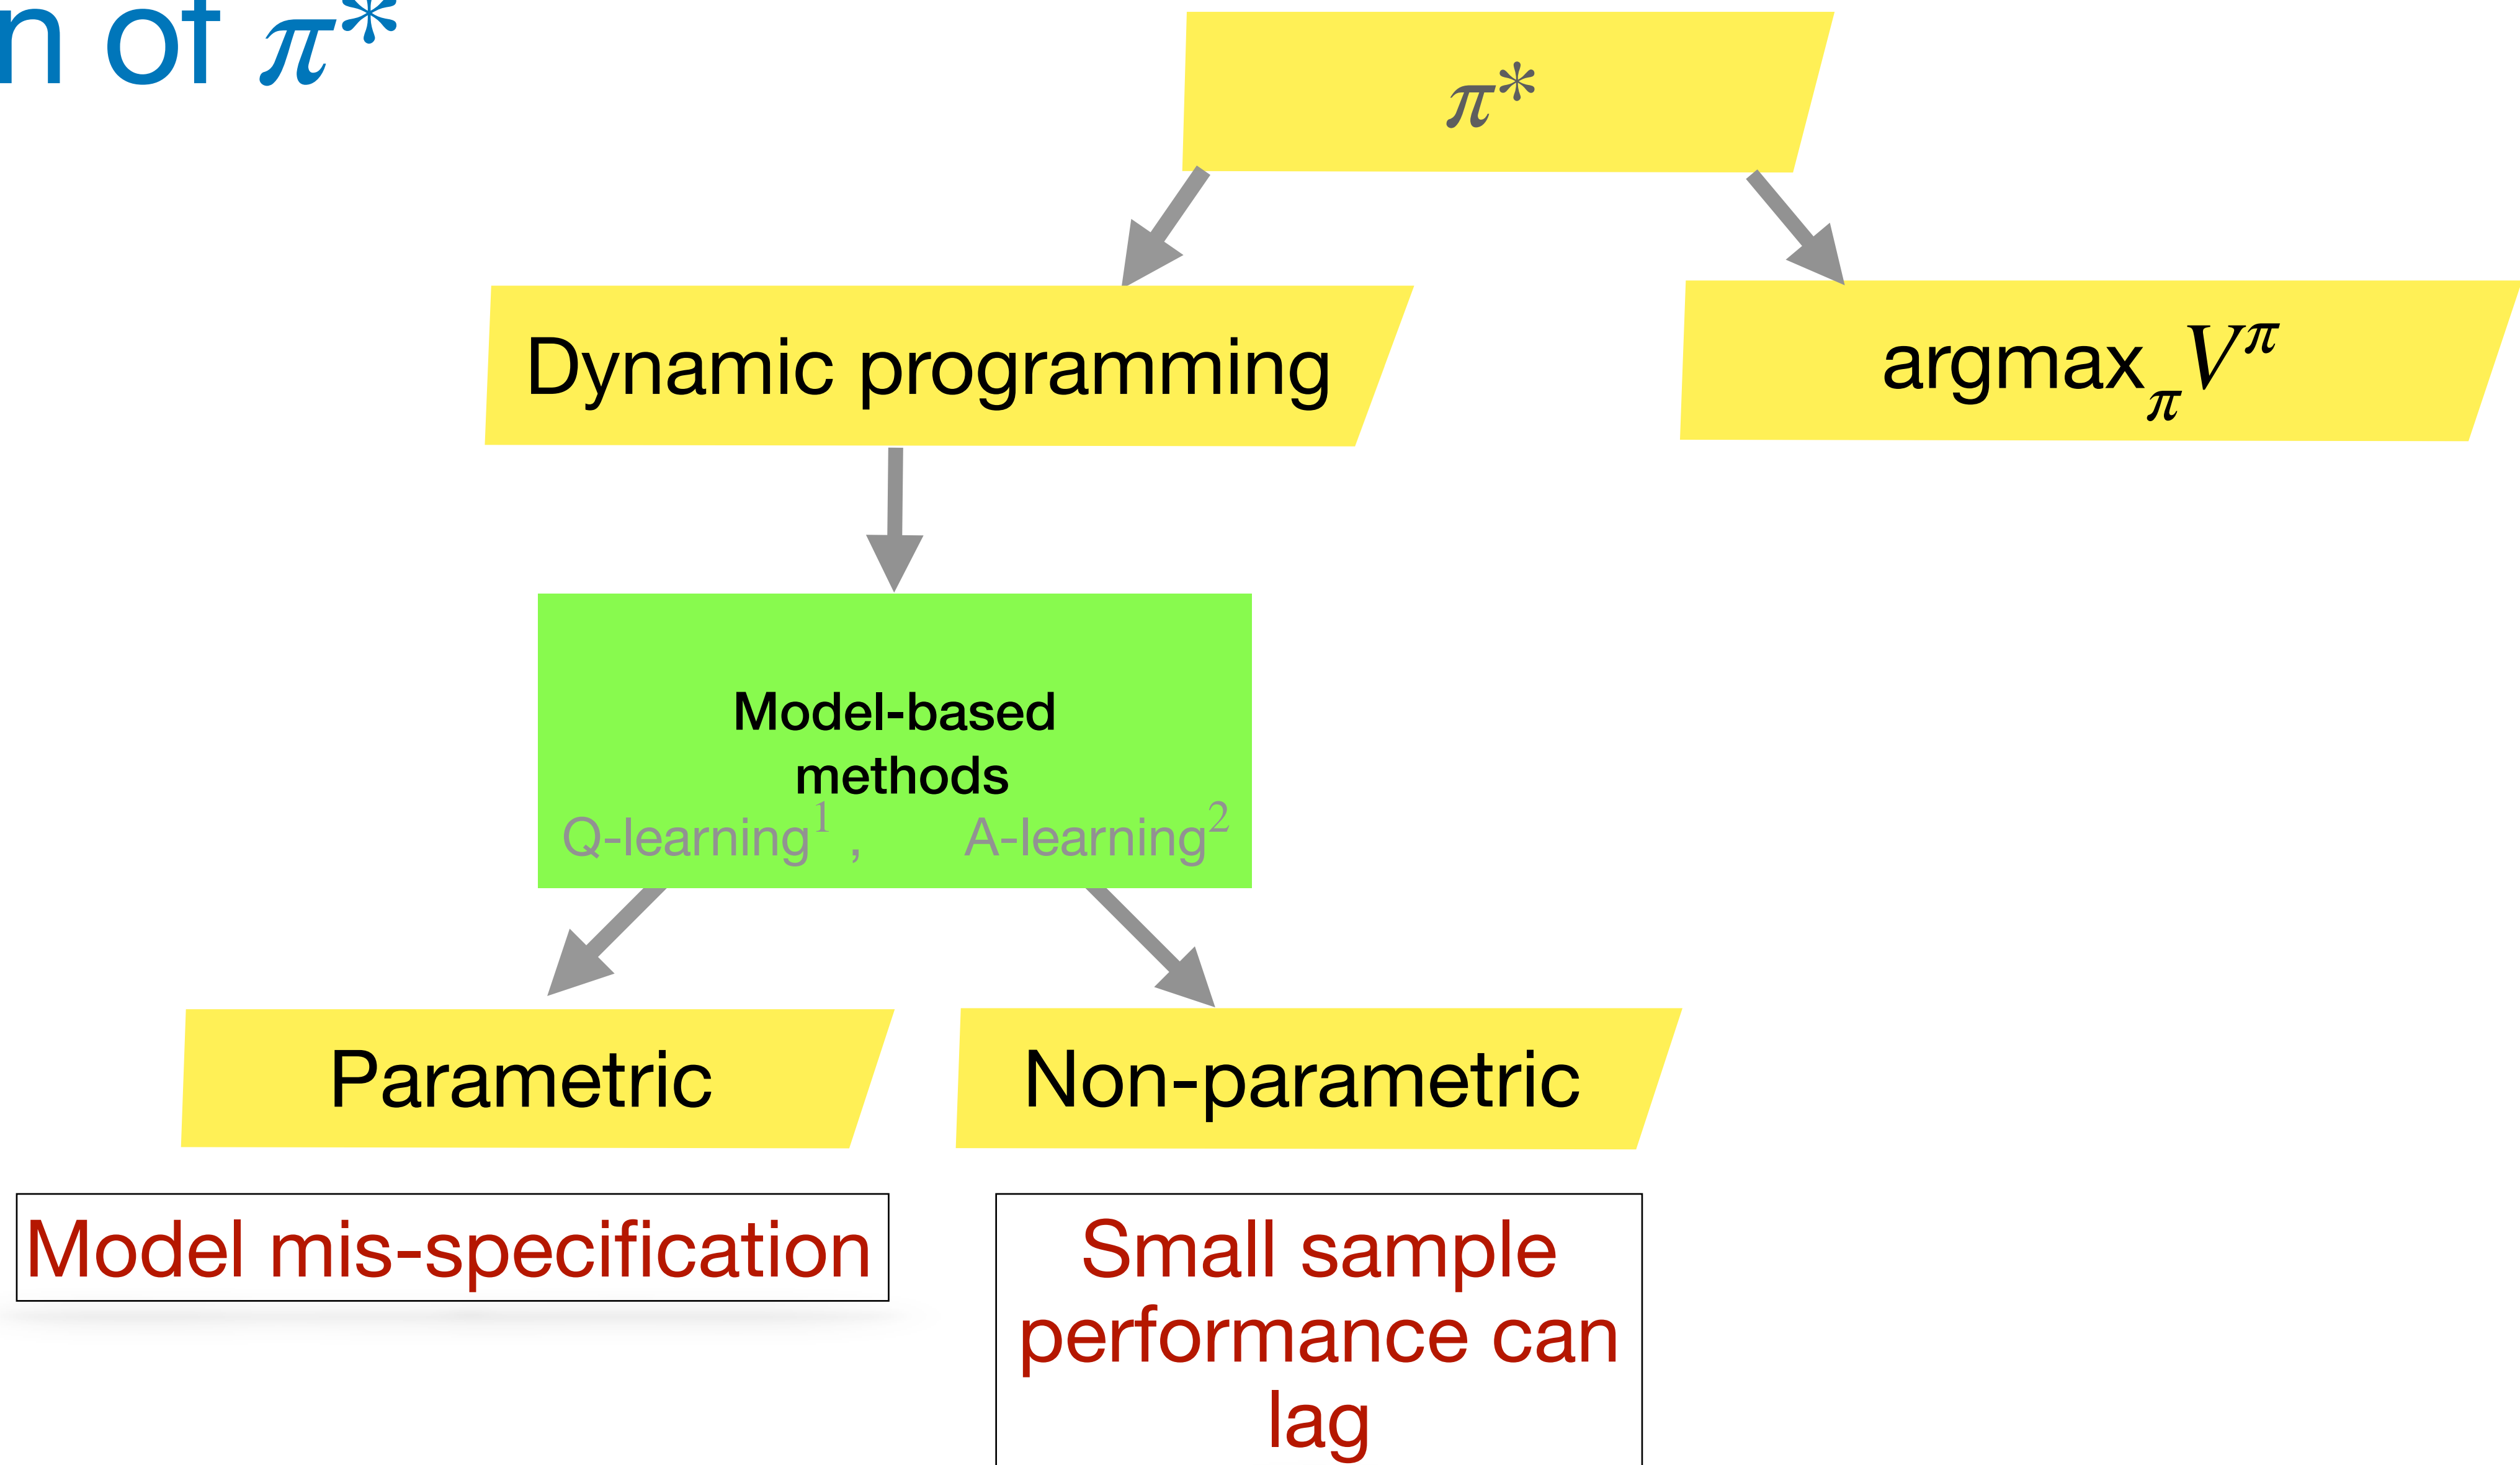 n of π*
π*
Dynamic programming
argmax_π V^π
Model-based
methods
Q-learning¹ , A-learning²
Parametric
Non-parametric
Model mis-specification
Small sample
performance can
lag